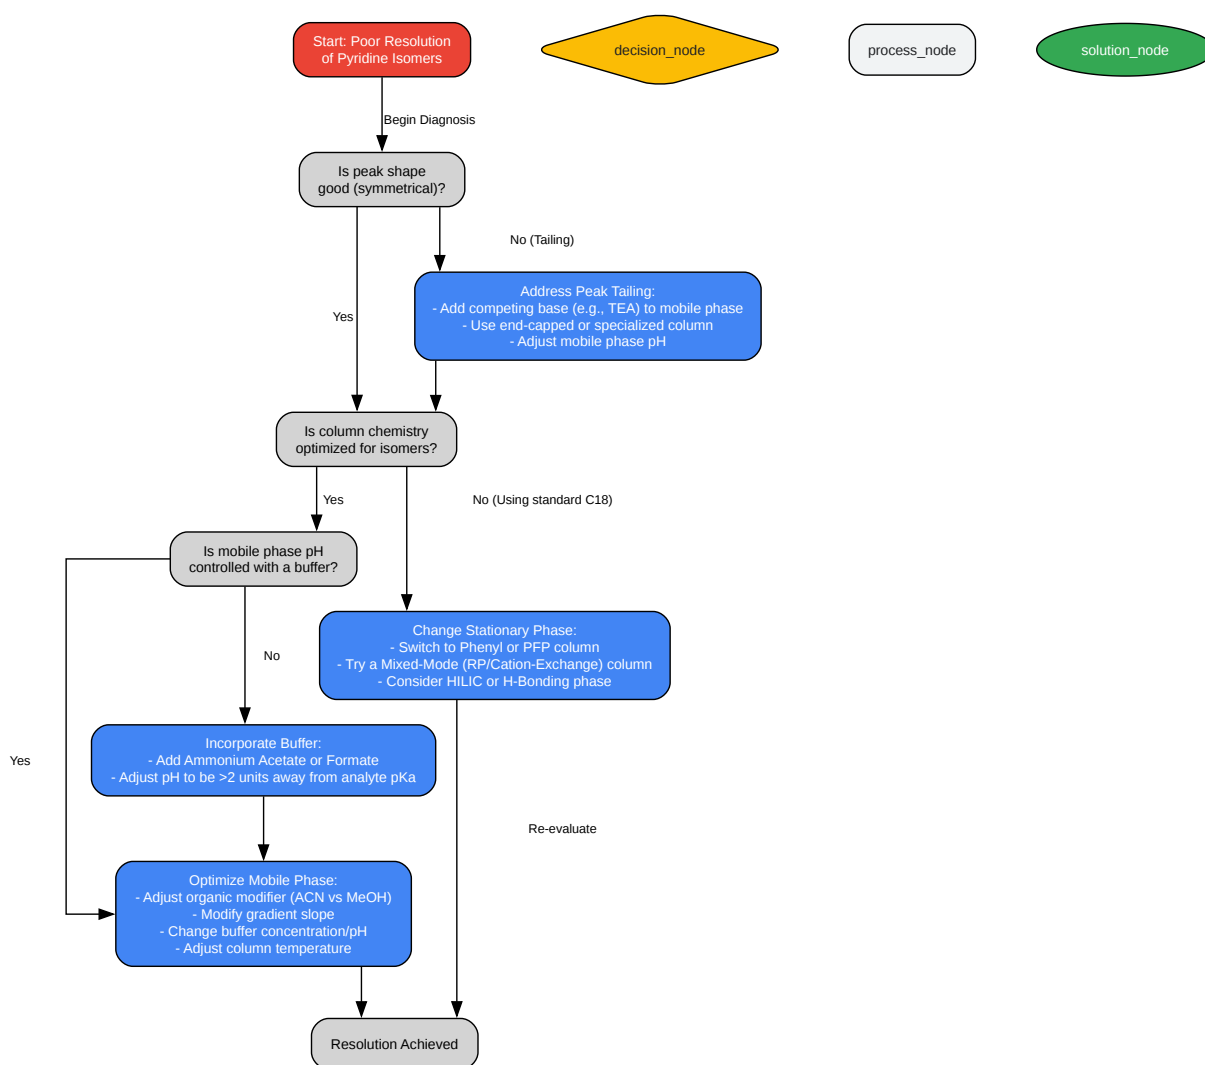 Start: Poor Resolution
of Pyridine Isomers
decision_node
process_node
solution_node
Begin Diagnosis
Is peak shape
good (symmetrical)?
No (Tailing)
Address Peak Tailing:
- Add competing base (e.g., TEA) to mobile phase
- Use end-capped or specialized column
- Adjust mobile phase pH
Yes
Is column chemistry
optimized for isomers?
Yes
No (Using standard C18)
Is mobile phase pH
controlled with a buffer?
Change Stationary Phase:
- Switch to Phenyl or PFP column
- Try a Mixed-Mode (RP/Cation-Exchange) column
- Consider HILIC or H-Bonding phase
No
Incorporate Buffer:
- Add Ammonium Acetate or Formate
- Adjust pH to be >2 units away from analyte pKa
Yes
Re-evaluate
Optimize Mobile Phase:
- Adjust organic modifier (ACN vs MeOH)
- Modify gradient slope
- Change buffer concentration/pH
- Adjust column temperature
Resolution Achieved